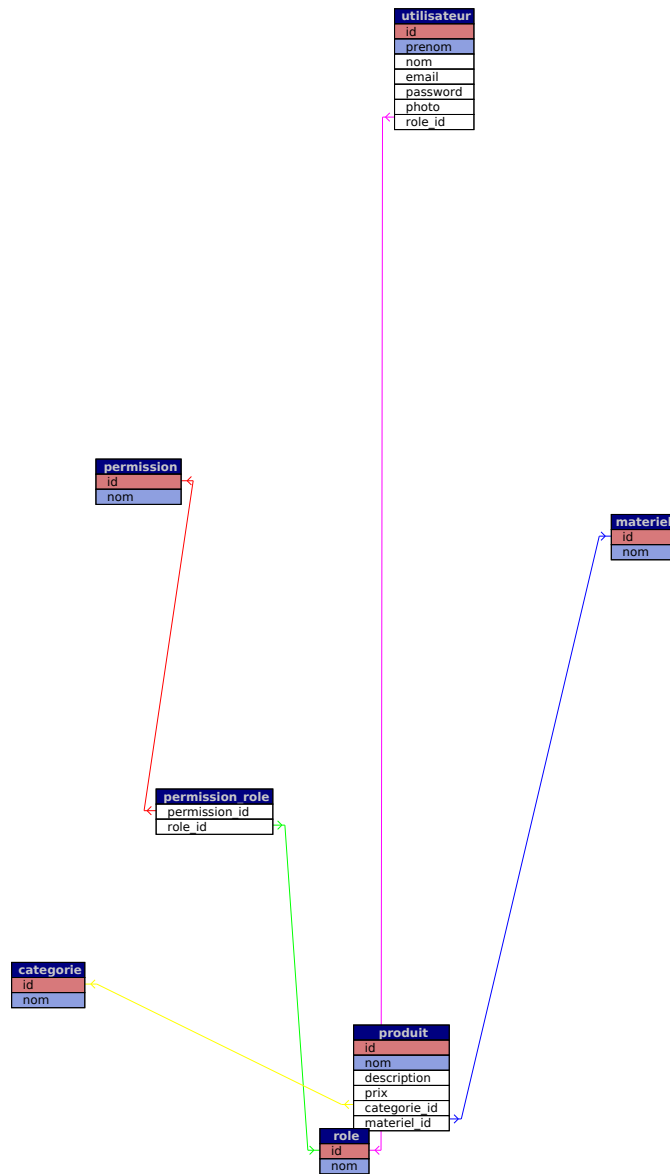 utilisateur
id
prenom
nom
email
password
photo
role_id
permission
id
nom
materiel
id
nom
permission_role
permission_id
role_id
categorie
id
nom
produit
id
nom
description
prix
categorie_id
materiel_id
role
id
nom